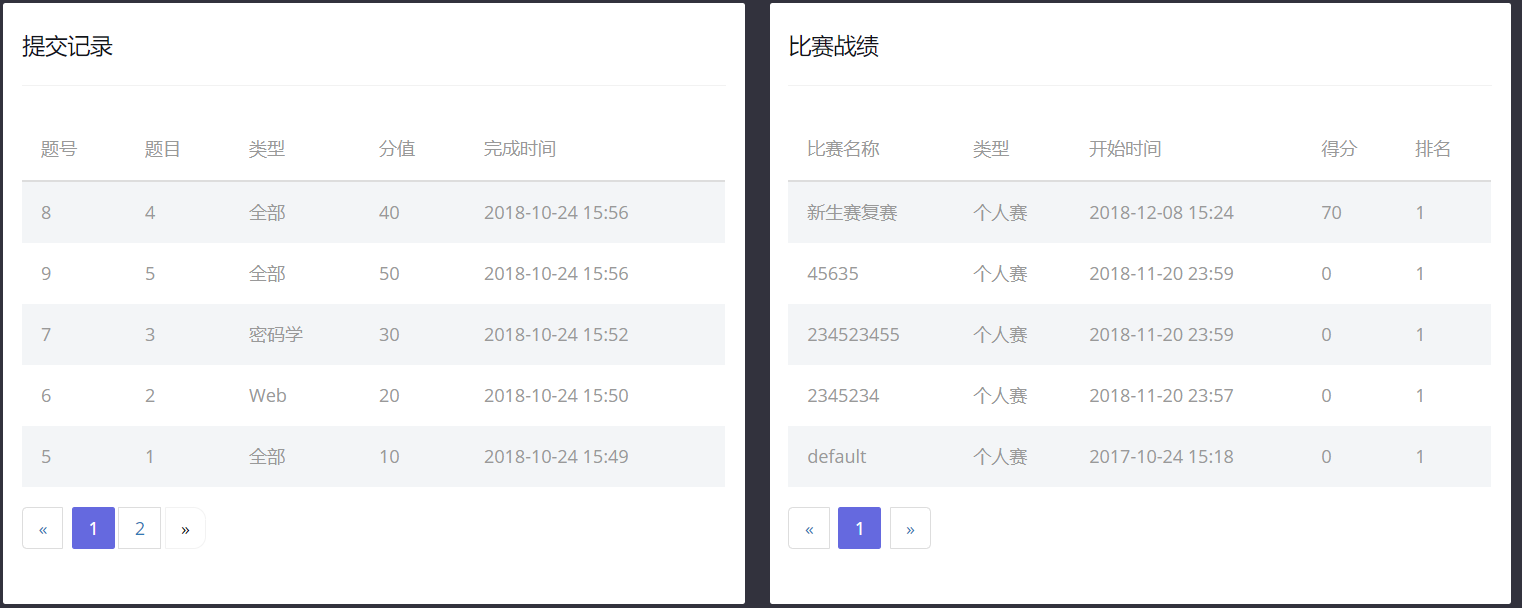 提交记录
题号 题目 类型 分值 完成时间
8 4 全部 40 2018-10-24 15:56
9 5 全部 50 2018-10-24 15:56
7 3 密码学 30 2018-10-24 15:52
6 2 Web 20 2018-10-24 15:50
5 1 全部 10 2018-10-24 15:49
« 1 2 »
比赛战绩
比赛名称 类型 开始时间 得分 排名
新生赛复赛 个人赛 2018-12-08 15:24 70 1
45635 个人赛 2018-11-20 23:59 0 1
234523455 个人赛 2018-11-20 23:59 0 1
2345234 个人赛 2018-11-20 23:57 0 1
default 个人赛 2017-10-24 15:18 0 1
« 1 »